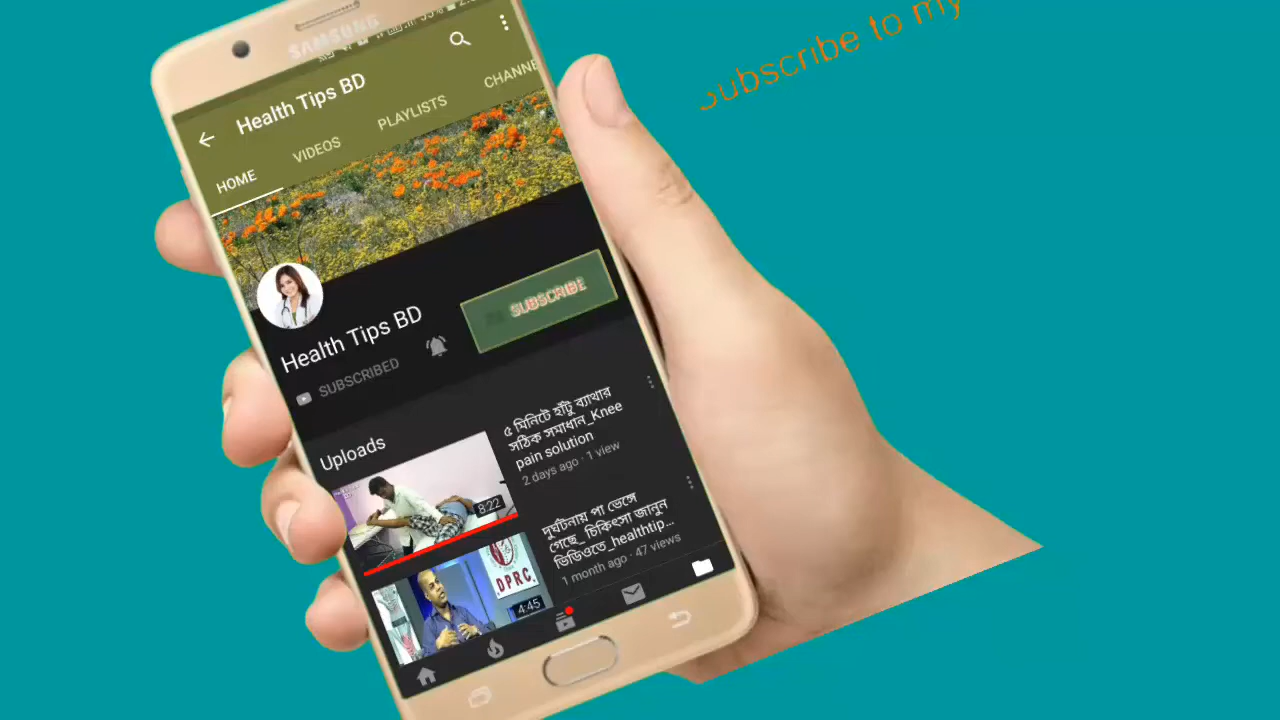 Subscribe to my
SAMSUNG
55%
Health Tips BD
HOME
VIDEOS
PLAYLISTS
CHANNE
Health Tips BD
SUBSCRIBE
SUBSCRIBED
Uploads
৫ মিনিটে হাঁটু ব্যাথার
সঠিক সমাধান_Knee
pain solution
2 days ago · 1 view
8:22
দুর্ঘটনায় পা ভেঙ্গে
গেছে_ চিকিৎসা জানুন
ভিডিওতে_healthtip...
1 month ago · 47 views
DPRC
4:45